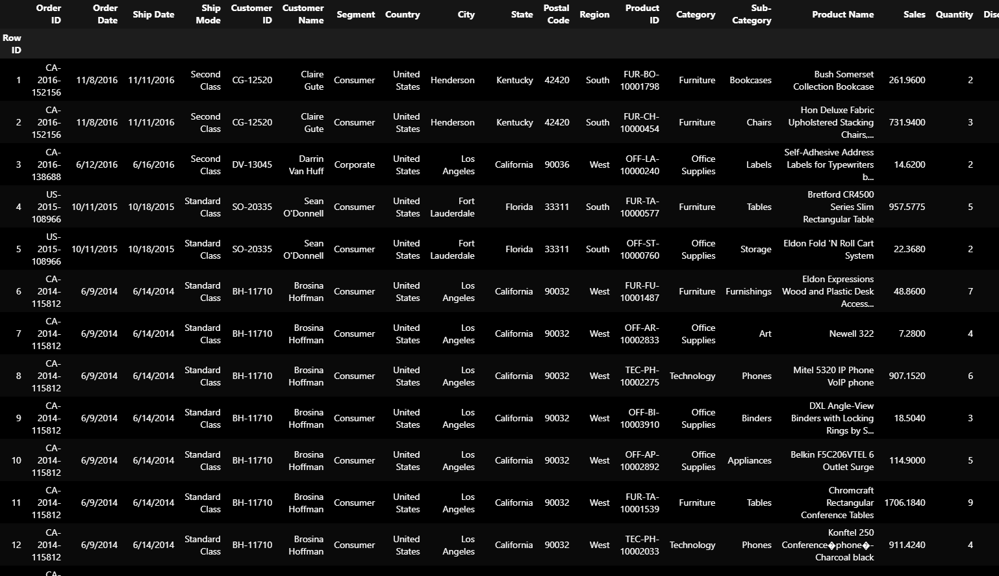 Order ID Order Date Ship Date Ship Mode Customer ID Customer Name Segment Country City State Postal Code Region Product ID Category Sub-Category Product Name Sales Quantity Disc
Row ID
1 CA-2016-152156 11/8/2016 11/11/2016 Second Class CG-12520 Claire Gute Consumer United States Henderson Kentucky 42420 South FUR-BO-10001798 Furniture Bookcases Bush Somerset Collection Bookcase 261.9600 2
2 CA-2016-152156 11/8/2016 11/11/2016 Second Class CG-12520 Claire Gute Consumer United States Henderson Kentucky 42420 South FUR-CH-10000454 Furniture Chairs Hon Deluxe Fabric Upholstered Stacking Chairs,... 731.9400 3
3 CA-2016-138688 6/12/2016 6/16/2016 Second Class DV-13045 Darrin Van Huff Corporate United States Los Angeles California 90036 West OFF-LA-10000240 Office Supplies Labels Self-Adhesive Address Labels for Typewriters b... 14.6200 2
4 US-2015-108966 10/11/2015 10/18/2015 Standard Class SO-20335 Sean O'Donnell Consumer United States Fort Lauderdale Florida 33311 South FUR-TA-10000577 Furniture Tables Bretford CR4500 Series Slim Rectangular Table 957.5775 5
5 US-2015-108966 10/11/2015 10/18/2015 Standard Class SO-20335 Sean O'Donnell Consumer United States Fort Lauderdale Florida 33311 South OFF-ST-10000760 Office Supplies Storage Eldon Fold 'N Roll Cart System 22.3680 2
6 CA-2014-115812 6/9/2014 6/14/2014 Standard Class BH-11710 Brosina Hoffman Consumer United States Los Angeles California 90032 West FUR-FU-10001487 Furniture Furnishings Eldon Expressions Wood and Plastic Desk Access... 48.8600 7
7 CA-2014-115812 6/9/2014 6/14/2014 Standard Class BH-11710 Brosina Hoffman Consumer United States Los Angeles California 90032 West OFF-AR-10002833 Office Supplies Art Newell 322 7.2800 4
8 CA-2014-115812 6/9/2014 6/14/2014 Standard Class BH-11710 Brosina Hoffman Consumer United States Los Angeles California 90032 West TEC-PH-10002275 Technology Phones Mitel 5320 IP Phone VoIP phone 907.1520 6
9 CA-2014-115812 6/9/2014 6/14/2014 Standard Class BH-11710 Brosina Hoffman Consumer United States Los Angeles California 90032 West OFF-BI-10003910 Office Supplies Binders DXL Angle-View Binders with Locking Rings by S... 18.5040 3
10 CA-2014-115812 6/9/2014 6/14/2014 Standard Class BH-11710 Brosina Hoffman Consumer United States Los Angeles California 90032 West OFF-AP-10002892 Office Supplies Appliances Belkin F5C206VTEL 6 Outlet Surge 114.9000 5
11 CA-2014-115812 6/9/2014 6/14/2014 Standard Class BH-11710 Brosina Hoffman Consumer United States Los Angeles California 90032 West FUR-TA-10001539 Furniture Tables Chromcraft Rectangular Conference Tables 1706.1840 9
12 CA-2014-115812 6/9/2014 6/14/2014 Standard Class BH-11710 Brosina Hoffman Consumer United States Los Angeles California 90032 West TEC-PH-10002033 Technology Phones Konftel 250 Conference�phone�-Charcoal black 911.4240 4
CA-